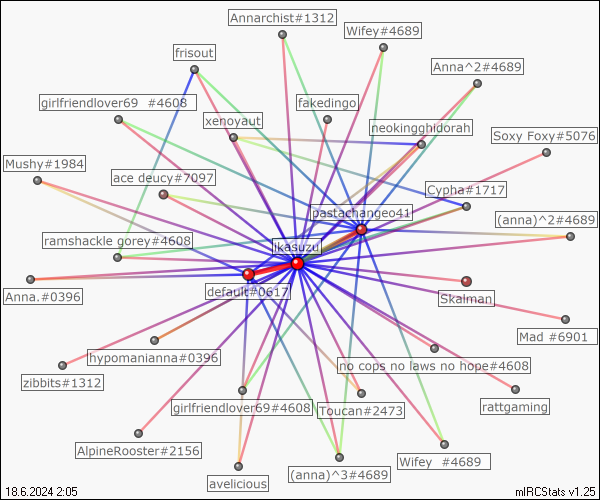 Annarchist#1312
Wifey#4689
frisout
Anna^2#4689
girlfriendlover69 #4608
fakedingo
xenoyaut
neokingghidorah
Soxy Foxy#5076
Mushy#1984
ace deucy#7097
Cypha#1717
pastachangeo41
(anna)^2#4689
ramshackle gorey#4608
ikasuzu
default#0617
Anna.#0396
Skalman
Mad #6901
hypomanianna#0396
no cops no laws no hope#4608
zibbits#1312
girlfriendlover69#4608
Toucan#2473
rattgaming
AlpineRooster#2156
Wifey #4689
(anna)^3#4689
avelicious
18.6.2024 2:05
mIRCStats v1.25